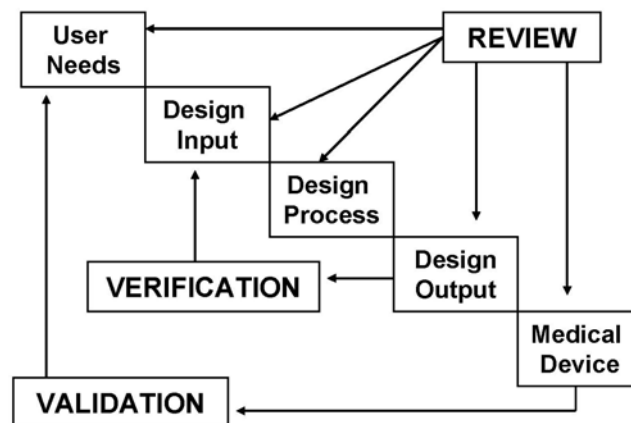 User
Needs
REVIEW
Design
Input
Design
Process
VERIFICATION
Design
Output
Medical
Device
VALIDATION